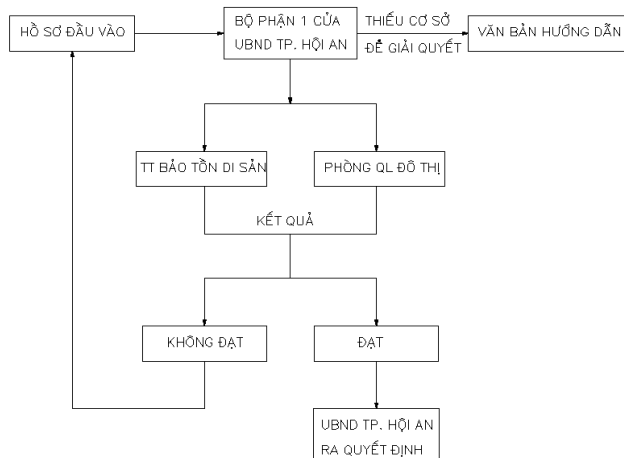 HỒ SƠ ĐẦU VÀO
BỘ PHẬN 1 CỬA
UBND TP. HỘI AN
THIẾU CƠ SỞ
ĐỂ GIẢI QUYẾT
VĂN BẢN HƯỚNG DẪN
TT BẢO TỒN DI SẢN
PHÒNG QL ĐÔ THỊ
KẾT QUẢ
KHÔNG ĐẠT
ĐẠT
UBND TP. HỘI AN
RA QUYẾT ĐỊNH